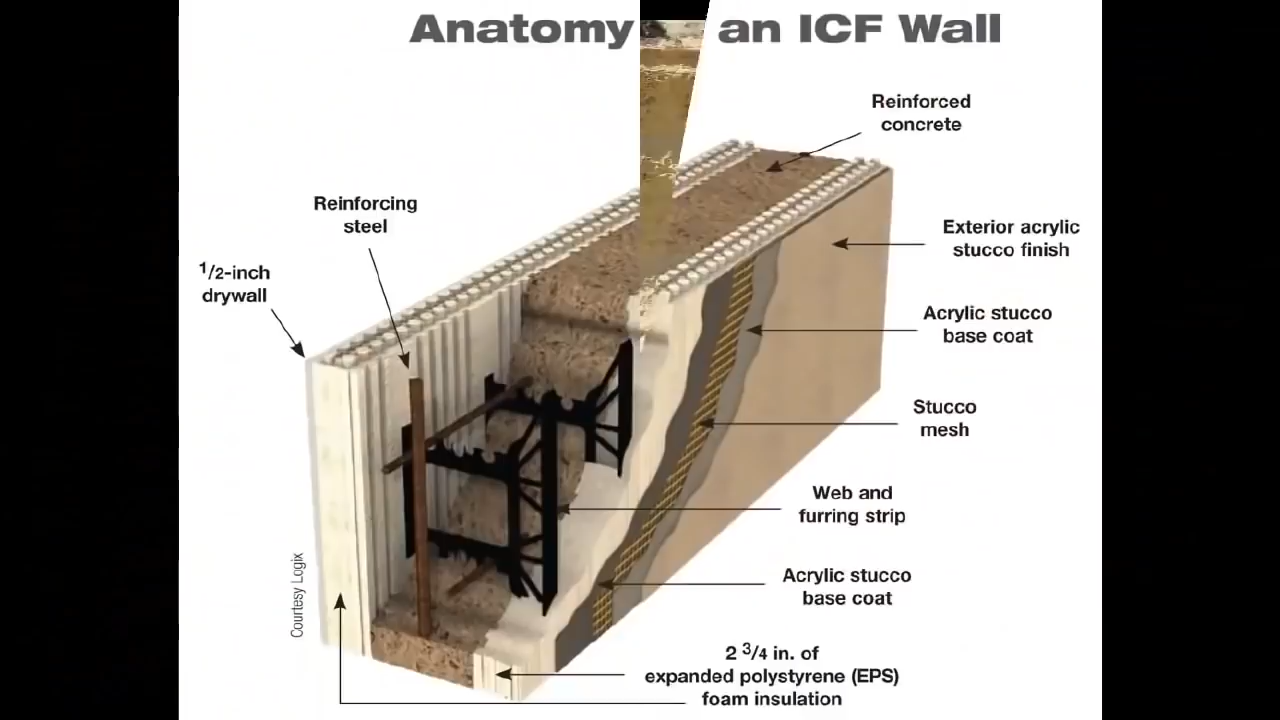 Anatomy an ICF Wall
Reinforced
concrete
Reinforcing
steel
Exterior acrylic
stucco finish
1/2-inch
drywall
Acrylic stucco
base coat
Stucco
mesh
Web and
furring strip
Acrylic stucco
base coat
Courtesy Logix
2 3/4 in. of
expanded polystyrene (EPS)
foam insulation